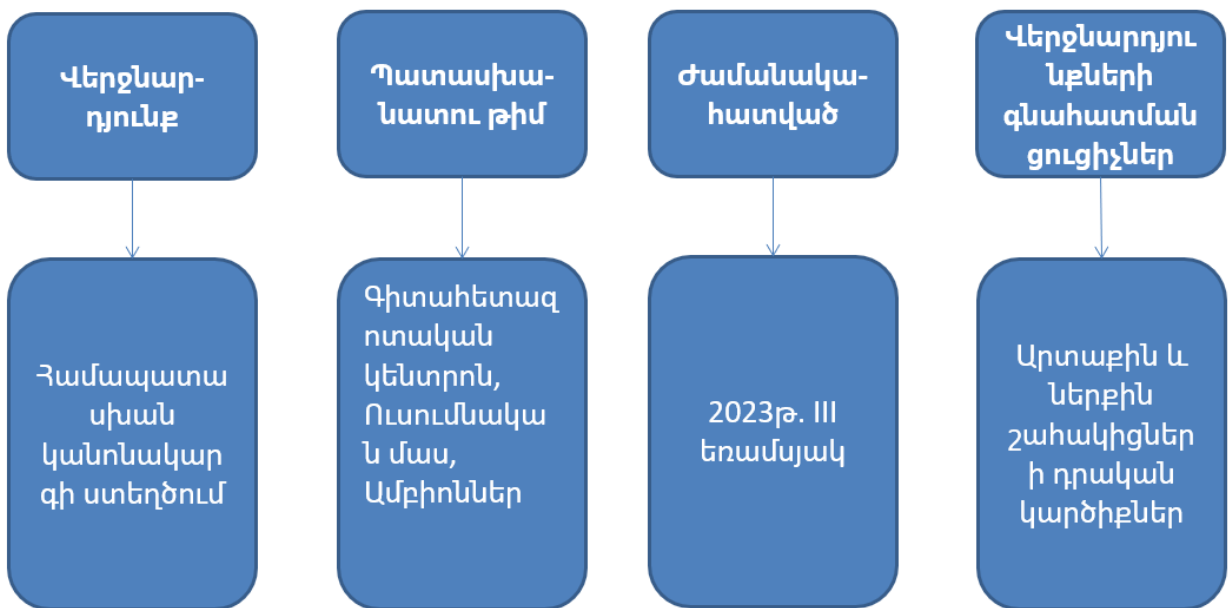 Վերջնար-
դյունք
Պատասխա-
նատու թիմ
Ժամանակա-
հատված
Վերջնարդյու
նքների
գնահատման
ցուցիչներ
Համապատա
սխան
կանոնակար
գի ստեղծում
Գիտահետազ
ոտական
կենտրոն,
Ուսումնակա
ն մաս,
Ամբիոններ
2023թ. III
եռամսյակ
Արտաքին և
ներքին
շահակիցներ
ի դրական
կարծիքներ